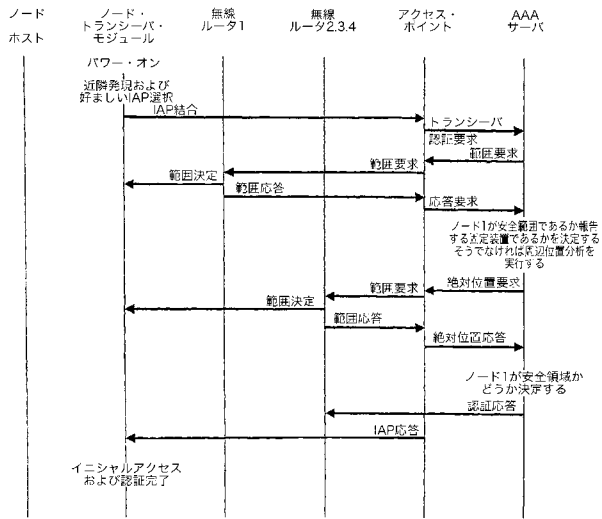 ノード
ホスト
ノード・
トランシーバ・
モジュール
無線
ルータ1
無線
ルータ2.3.4
アクセス・
ポイント
AAA
サーバ
パワー・オン
近隣発現および
好ましいIAP選択
IAP結合
トランシーバ
認証要求
範囲要求
範囲要求
範囲決定
範囲応答
応答要求
ノード1が安全範囲であるか報告
する固定装置であるかを決定する
そうでなければ周辺位置分析を
実行する
絶対位置要求
範囲要求
範囲決定
範囲応答
絶対位置応答
ノード1が安全領域か
どうか決定する
認証応答
IAP応答
イニシャルアクセス
および認証完了